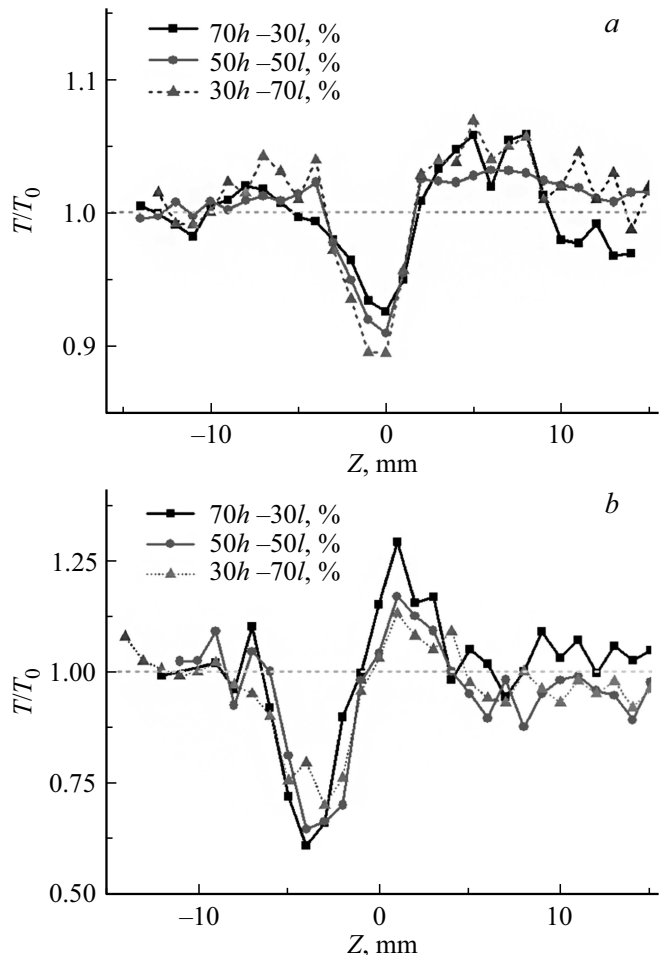 a
70h –30l, %
50h –50l, %
30h –70l, %
1.1
1.0
0.9
T/T0
–10
0
10
Z, mm
b
70h –30l, %
50h –50l, %
30h –70l, %
1.25
1.00
0.75
0.50
T/T0
–10
0
10
Z, mm